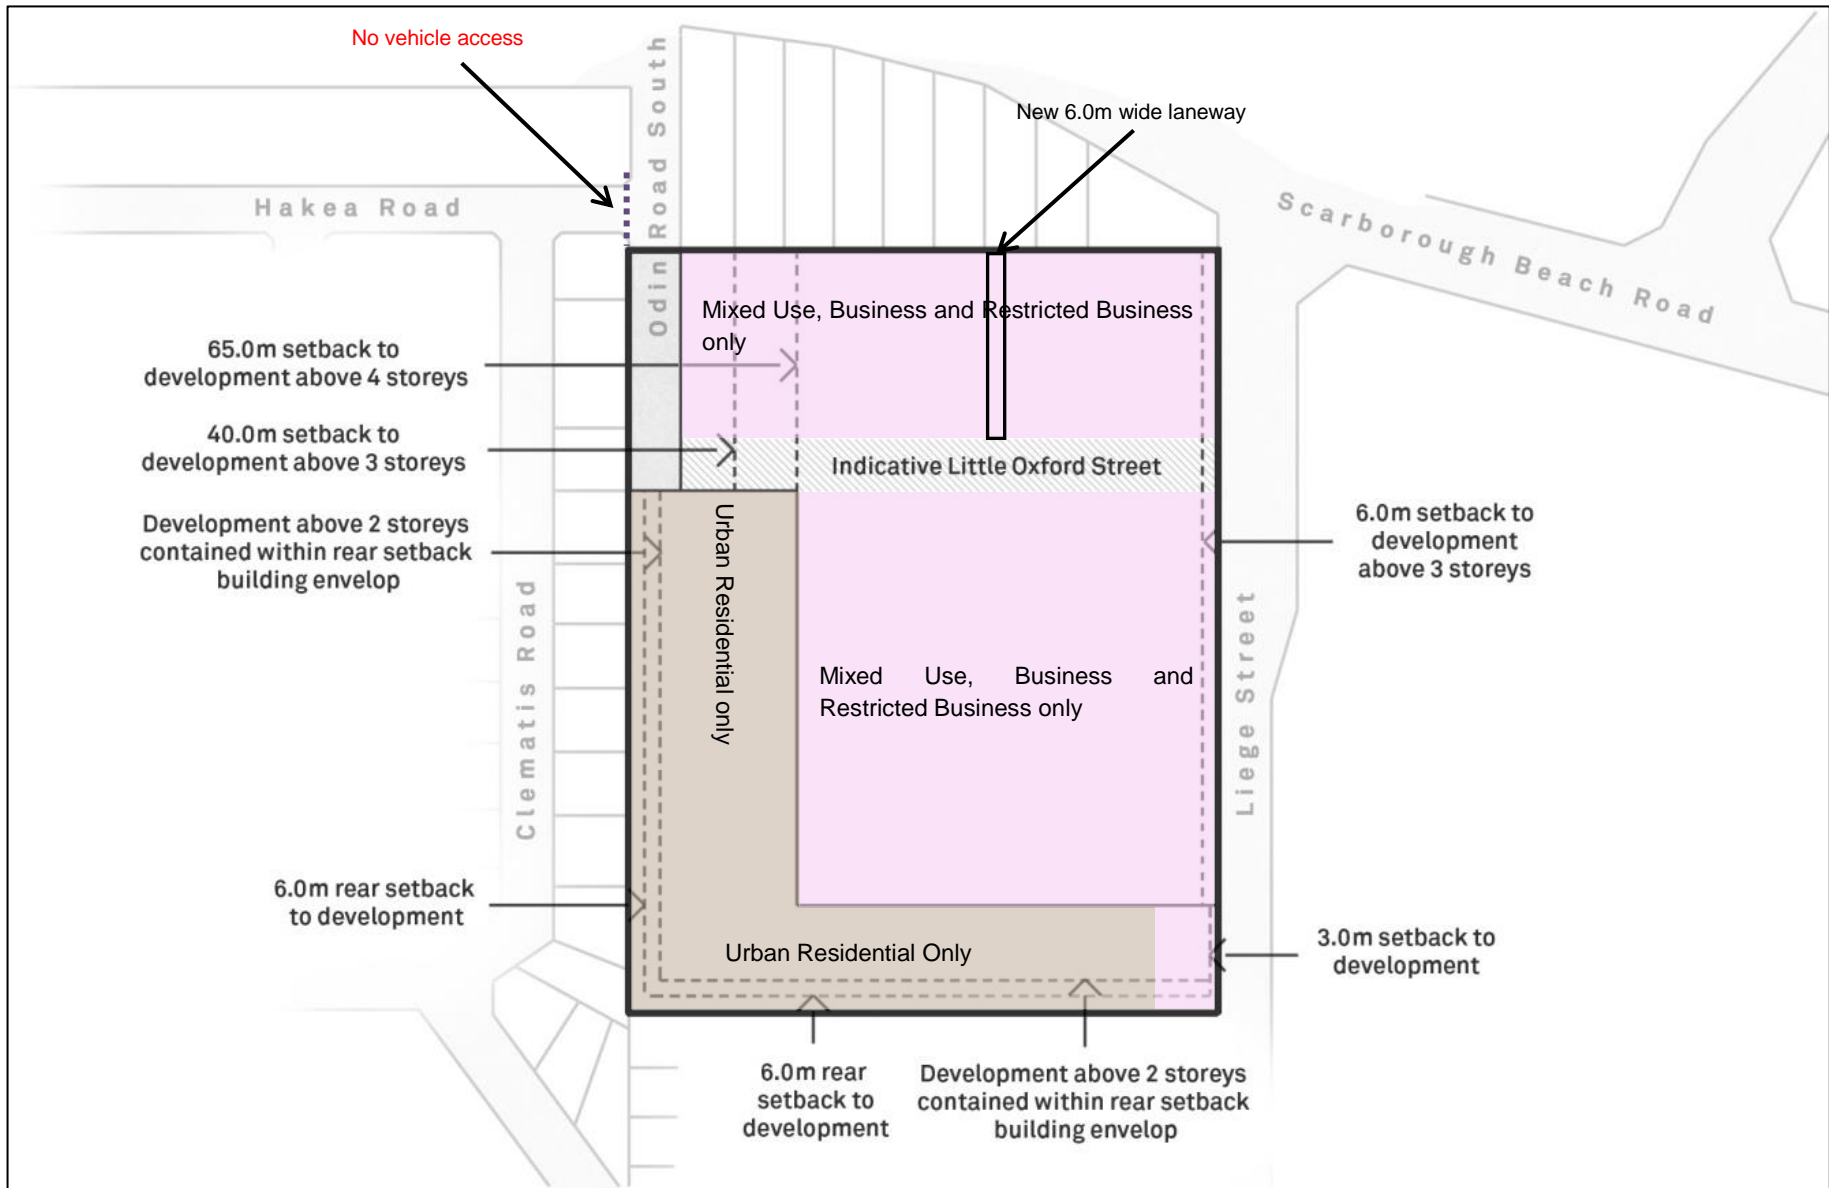 No vehicle access
Odin Road South
New 6.0m wide laneway
Hakea Road
Scarborough Beach Road
Mixed Use, Business and Restricted Business
only
65.0m setback to
development above 4 storeys
40.0m setback to
development above 3 storeys
Indicative Little Oxford Street
Development above 2 storeys
contained within rear setback
building envelop
Urban Residential only
6.0m setback to
development
above 3 storeys
Clematis Road
Mixed Use, Business and
Restricted Business only
Liege Street
6.0m rear setback
to development
Urban Residential Only
3.0m setback to
development
6.0m rear
setback to
development
Development above 2 storeys
contained within rear setback
building envelop